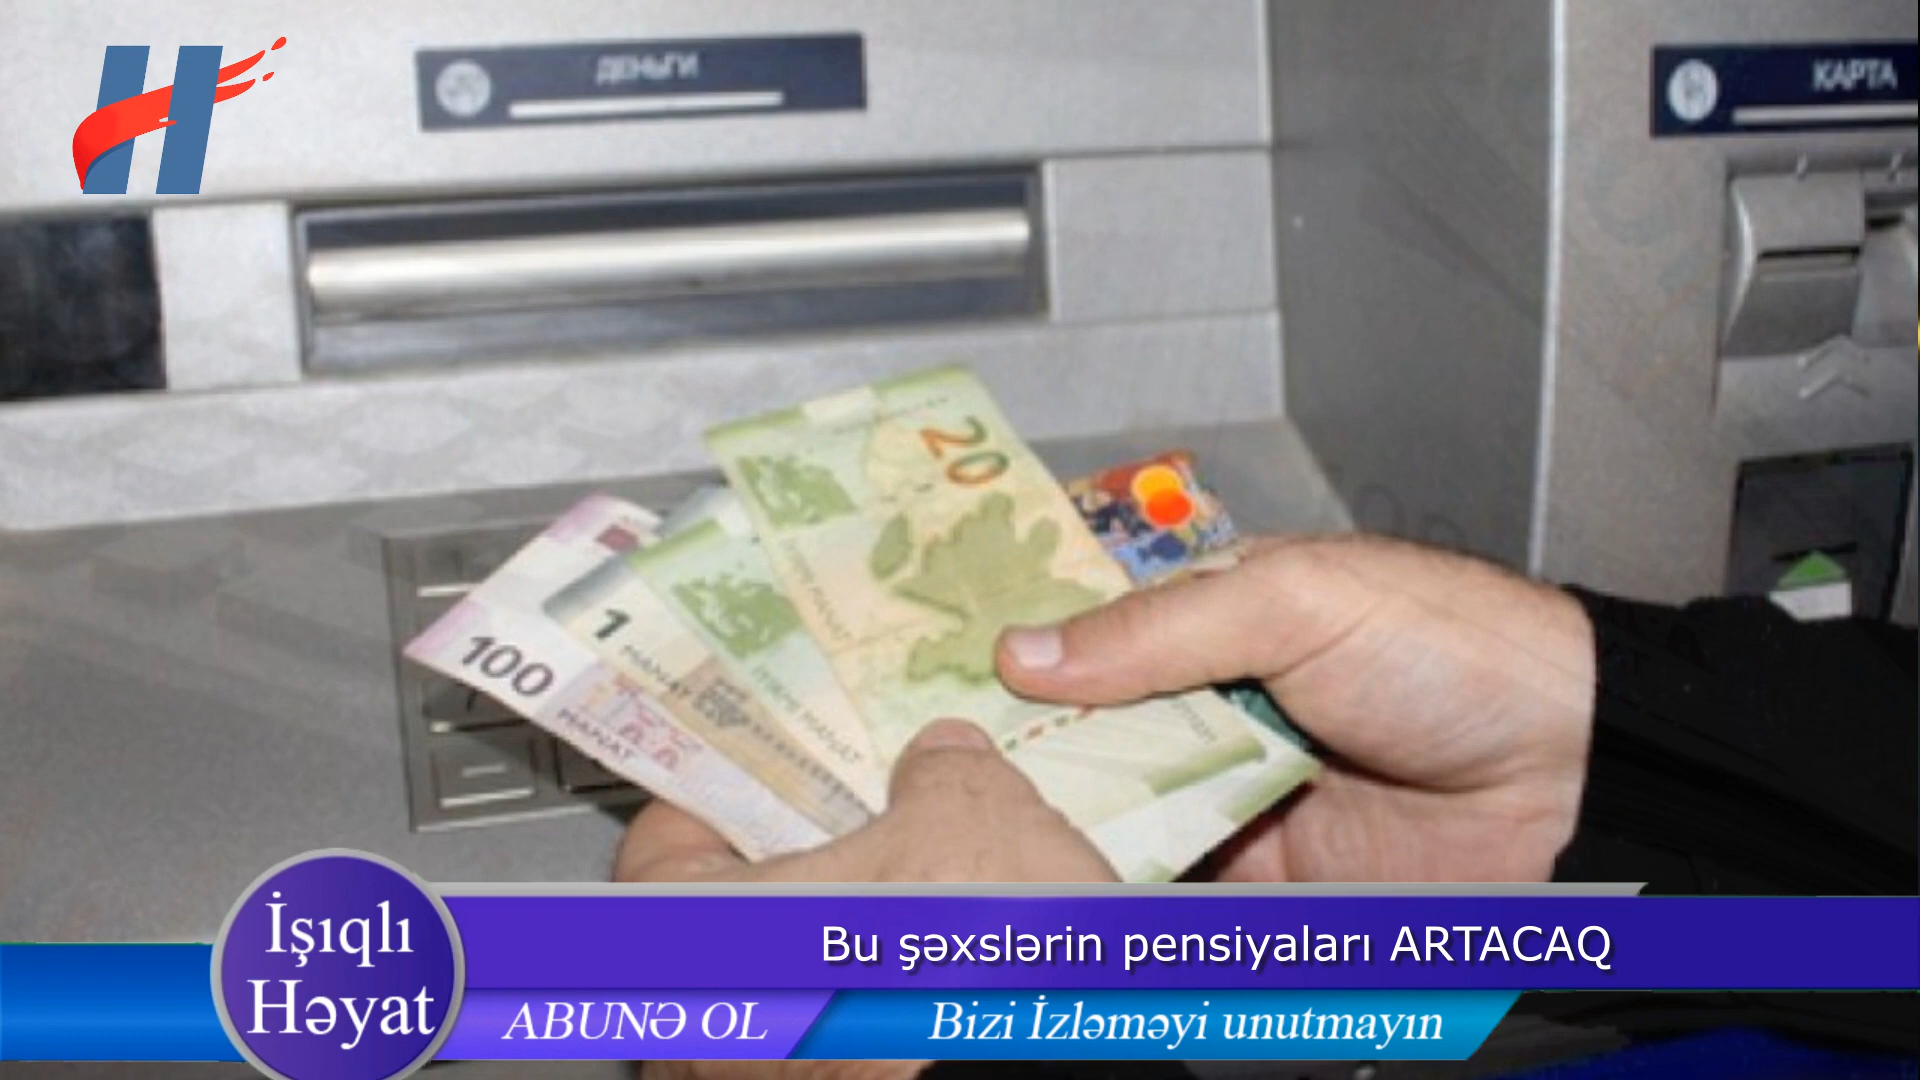 ДЕНЬГИ
КАРТА
20
1
MANAT
100
MANAT
İşıqlı
Həyat
Bu şəxslərin pensiyaları ARTACAQ
ABUNƏ OL
Bizi İzləməyi unutmayın